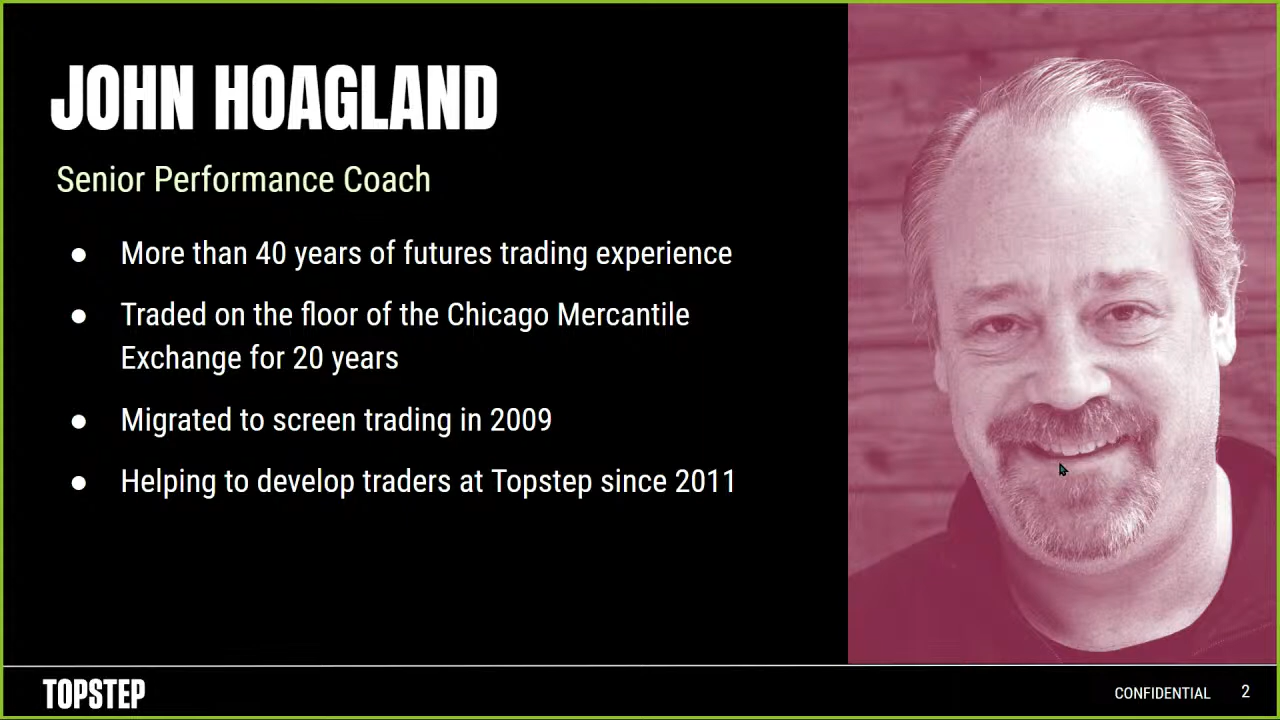 JOHN HOAGLAND
Senior Performance Coach
● More than 40 years of futures trading experience
● Traded on the floor of the Chicago Mercantile
Exchange for 20 years
● Migrated to screen trading in 2009
● Helping to develop traders at Topstep since 2011
TOPSTEP
CONFIDENTIAL 2